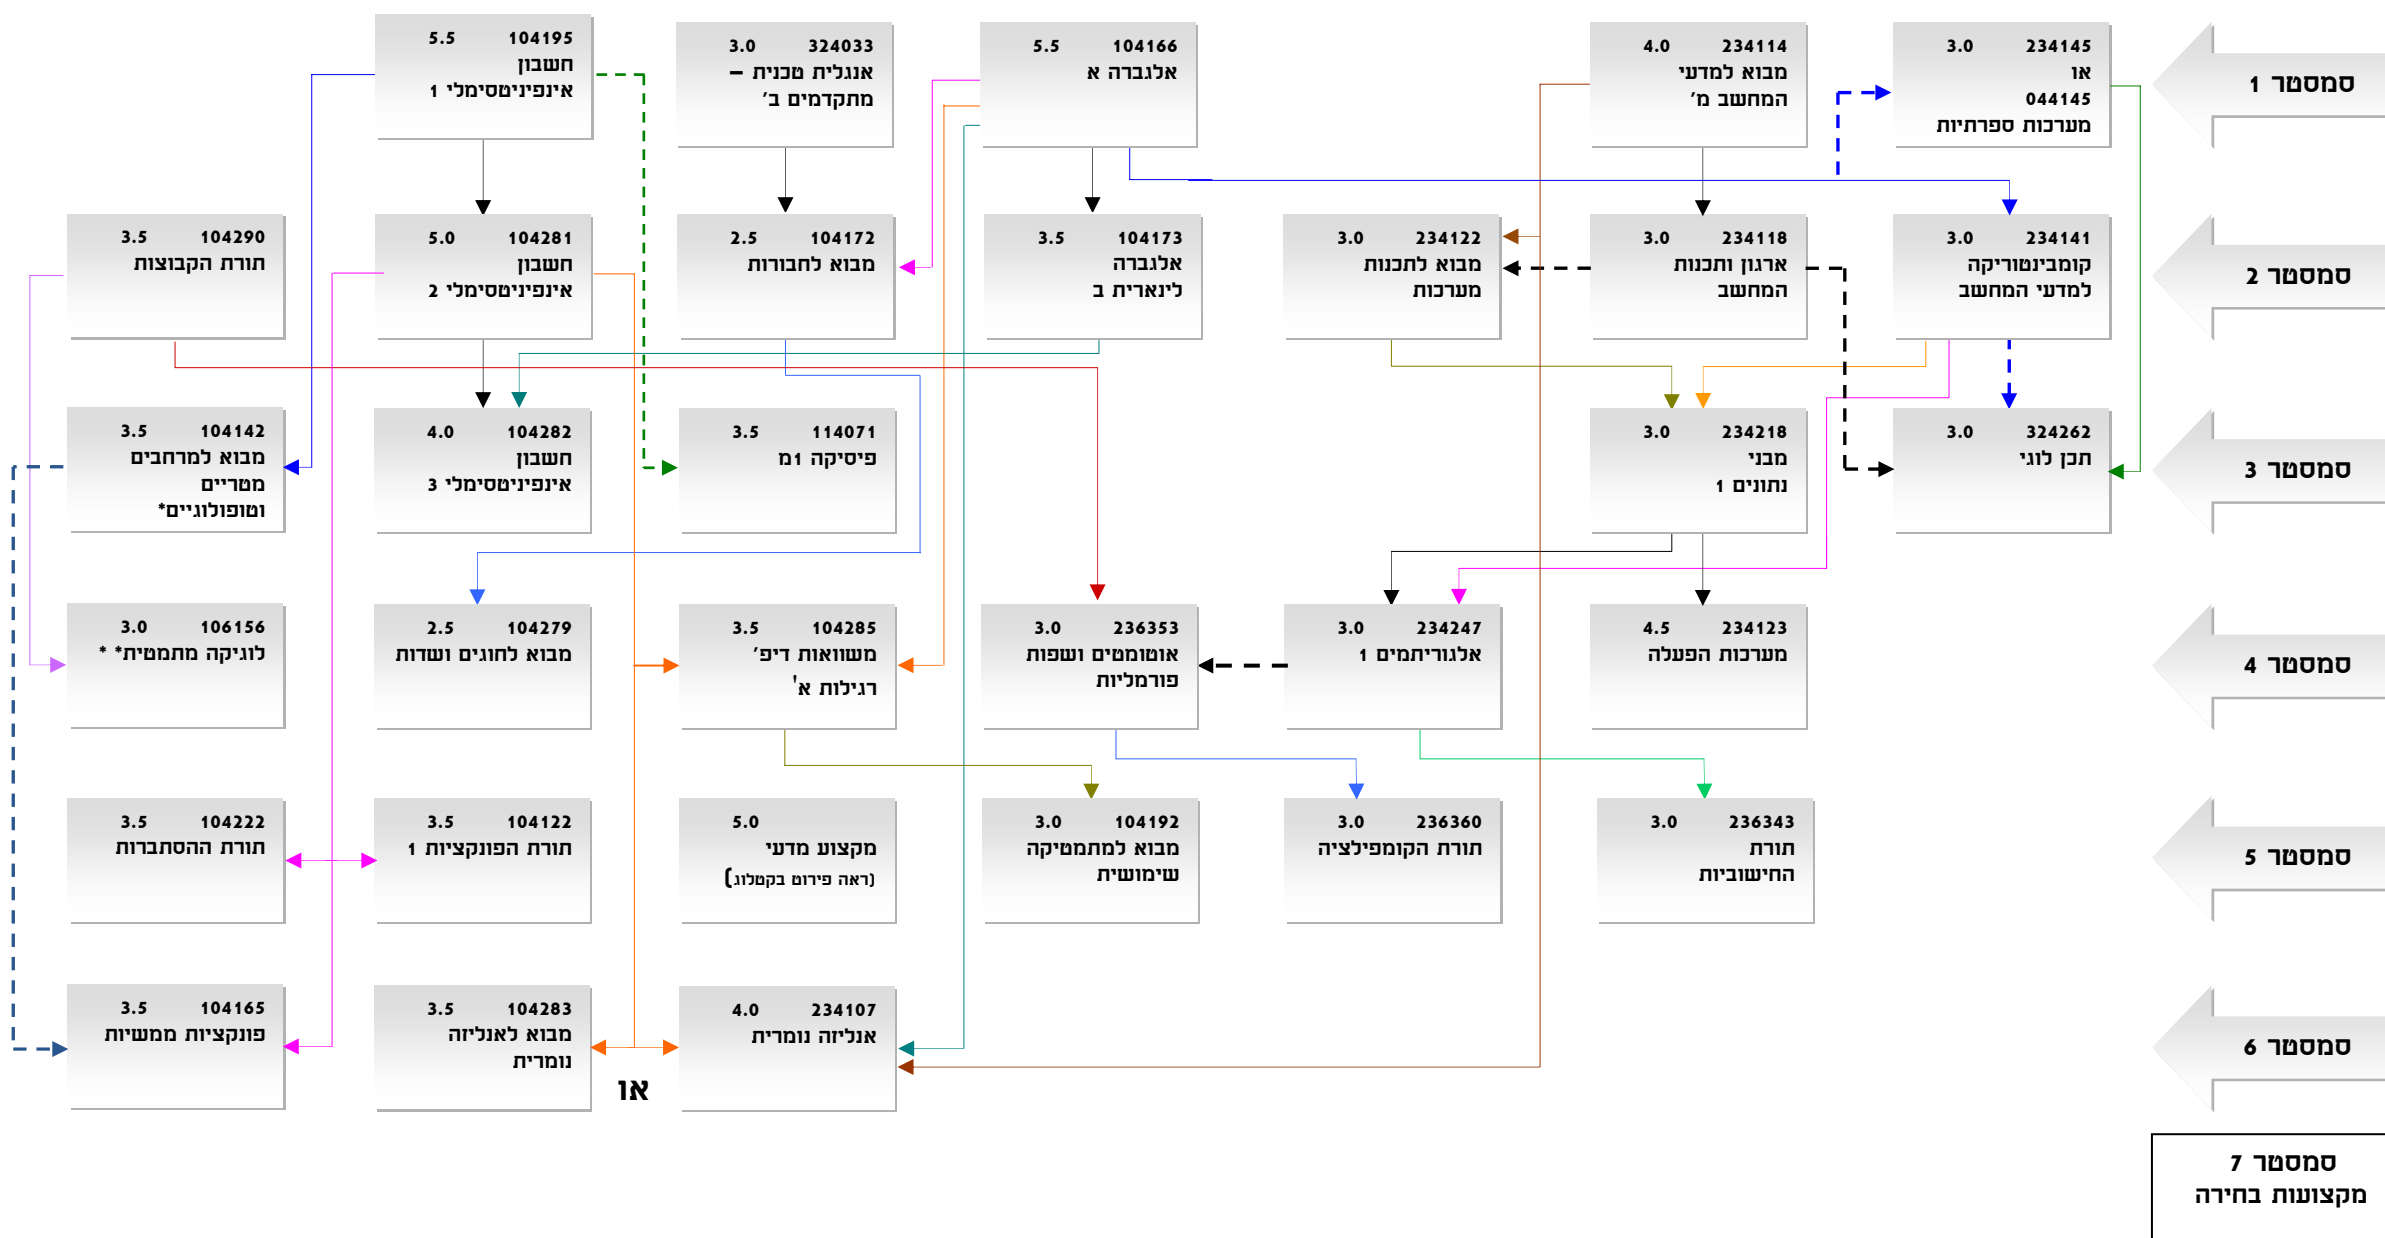 סמסטר 1
234145 3.0
או
044145
מערכות ספרתיות
234114 4.0
מבוא למדעי
המחשב מ'
104166 5.5
אלגברה א
324033 3.0
אנגלית טכנית –
מתקדמים ב'
104195 5.5
חשבון
אינפיניטסימלי 1
סמסטר 2
234141 3.0
קומבינטוריקה
למדעי המחשב
234118 3.0
ארגון ותכנות
המחשב
234122 3.0
מבוא לתכנות
מערכות
104173 3.5
אלגברה
לינארית ב
104172 2.5
מבוא לחבורות
104281 5.0
חשבון
אינפיניטסימלי 2
104290 3.5
תורת הקבוצות
סמסטר 3
324262 3.0
תכן לוגי
234218 3.0
מבני
נתונים 1
114071 3.5
פיסיקה 1מ
104282 4.0
חשבון
אינפיניטסימלי 3
104142 3.5
מבוא למרחבים
מטריים
וטופולוגיים*
סמסטר 4
234123 4.5
מערכות הפעלה
234247 3.0
אלגוריתמים 1
236353 3.0
אוטומטים ושפות
פורמליות
104285 3.5
משוואות דיפ'
רגילות א'
104279 2.5
מבוא לחוגים ושדות
106156 3.0
לוגיקה מתמטית* *
סמסטר 5
236343 3.0
תורת
החישוביות
236360 3.0
תורת הקומפילציה
104192 3.0
מבוא למתמטיקה
שימושית
5.0
מקצוע מדעי
(ראה פירוט בקטלוג)
104122 3.5
תורת הפונקציות 1
104222 3.5
תורת ההסתברות
סמסטר 6
234107 4.0
אנליזה נומרית
או
104283 3.5
מבוא לאנליזה
נומרית
104165 3.5
פונקציות ממשיות
סמסטר 7
מקצועות בחירה